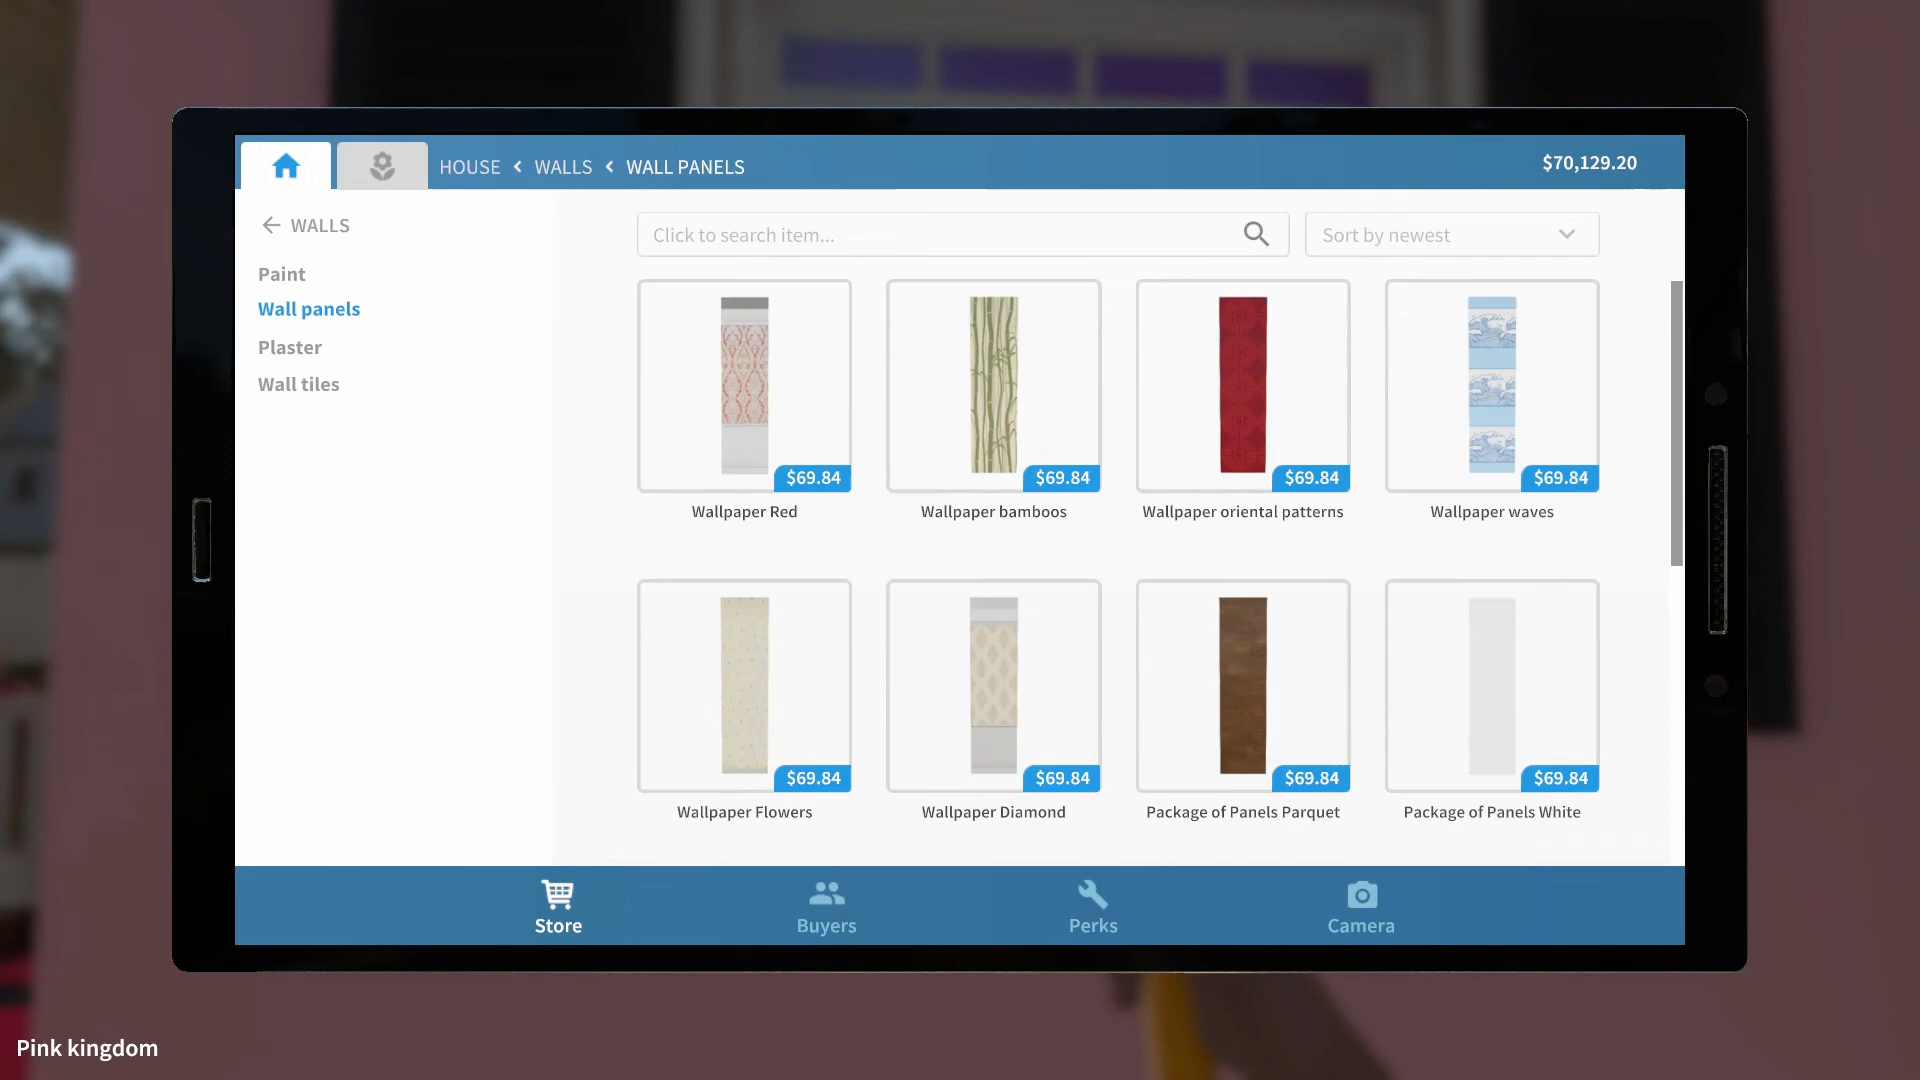 HOUSE < WALLS < WALL PANELS
$70,129.20
WALLS
Click to search item...
Sort by newest
Paint
Wall panels
Plaster
Wall tiles
$69.84
$69.84
$69.84
$69.84
Wallpaper Red
Wallpaper bamboos
Wallpaper oriental patterns
Wallpaper waves
$69.84
$69.84
$69.84
$69.84
Wallpaper Flowers
Wallpaper Diamond
Package of Panels Parquet
Package of Panels White
Store
Buyers
Perks
Camera
Pink kingdom